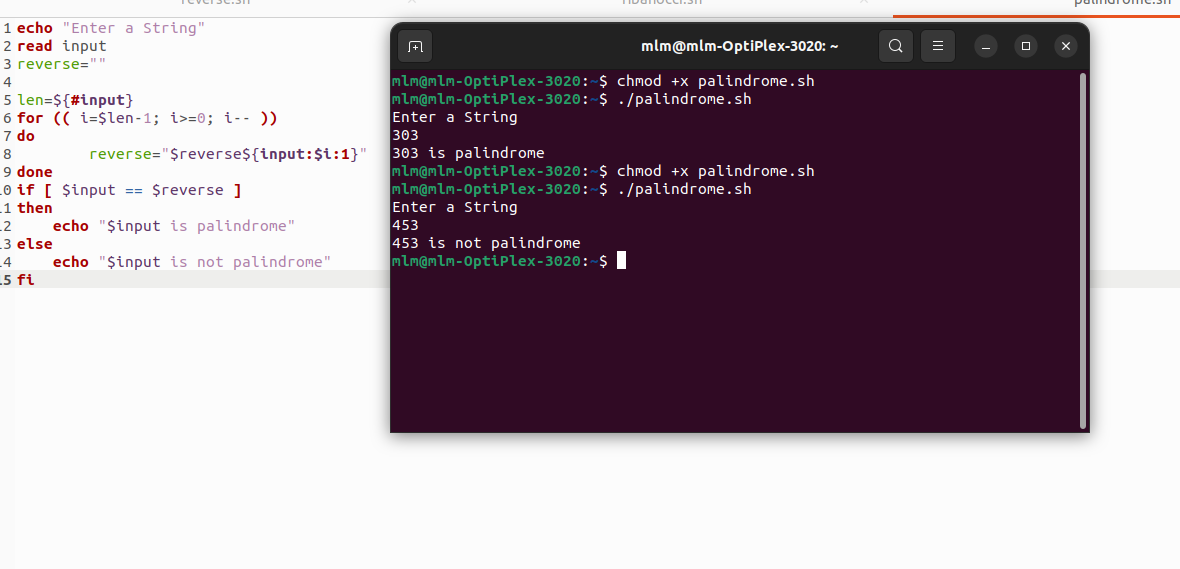 reverse.sh
palindrome.sh
1 echo "Enter a String"
2 read input
3 reverse=""
4
5 len=${#input}
6 for (( i=$len-1; i>=0; i-- ))
7 do
8         reverse="$reverse${input:$i:1}"
9 done
10 if [ $input == $reverse ]
11 then
12     echo "$input is palindrome"
13 else
14     echo "$input is not palindrome"
15 fi
mlm@mlm-OptiPlex-3020: ~
mlm@mlm-OptiPlex-3020:~$ chmod +x palindrome.sh
mlm@mlm-OptiPlex-3020:~$ ./palindrome.sh
Enter a String
303
303 is palindrome
mlm@mlm-OptiPlex-3020:~$ chmod +x palindrome.sh
mlm@mlm-OptiPlex-3020:~$ ./palindrome.sh
Enter a String
453
453 is not palindrome
mlm@mlm-OptiPlex-3020:~$